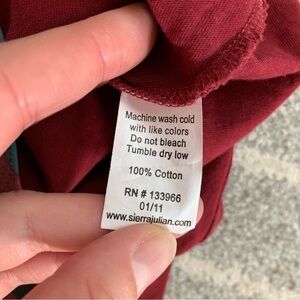 Machine wash cold
with like colors
Do not bleach
Tumble dry low
100% Cotton
RN # 133966
01/11
www.sierrajulian.com